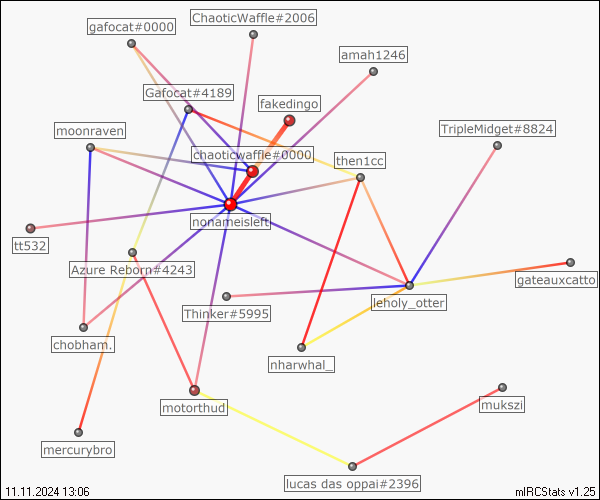 ChaoticWaffle#2006
gafocat#0000
amah1246
Gafocat#4189
fakedingo
TripleMidget#8824
moonraven
chaoticwaffle#0000
then1cc
nonameisleft
tt532
Azure Reborn#4243
gateauxcatto
leholy_otter
Thinker#5995
chobham.
nharwhal_
motorthud
mukszi
mercurybro
lucas das oppai#2396
11.11.2024 13:06
mIRCStats v1.25